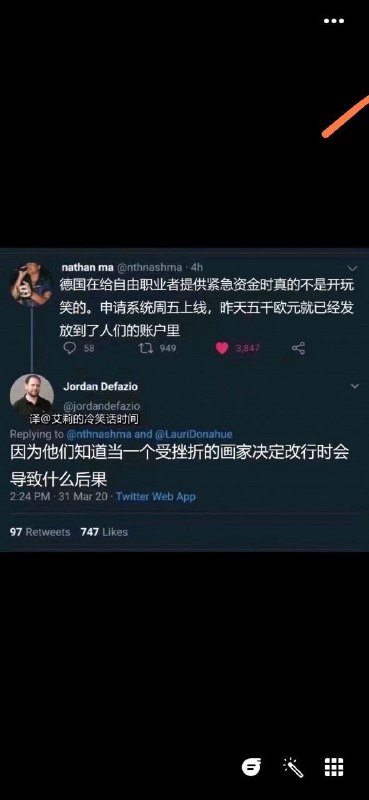 nathan ma @nthnashma · 4h
德国在给自由职业者提供紧急资金时真的不是开玩
笑的。申请系统周五上线，昨天五千欧元就已经发
放到了人们的账户里
58 949 3,847
Jordan Defazio
@jordandefazio
译@艾莉的冷笑话时间
Replying to @nthnashma and @LauriDonahue
因为他们知道当一个受挫折的画家决定改行时会
导致什么后果
2:24 PM · 31 Mar 20 · Twitter Web App
97 Retweets 747 Likes